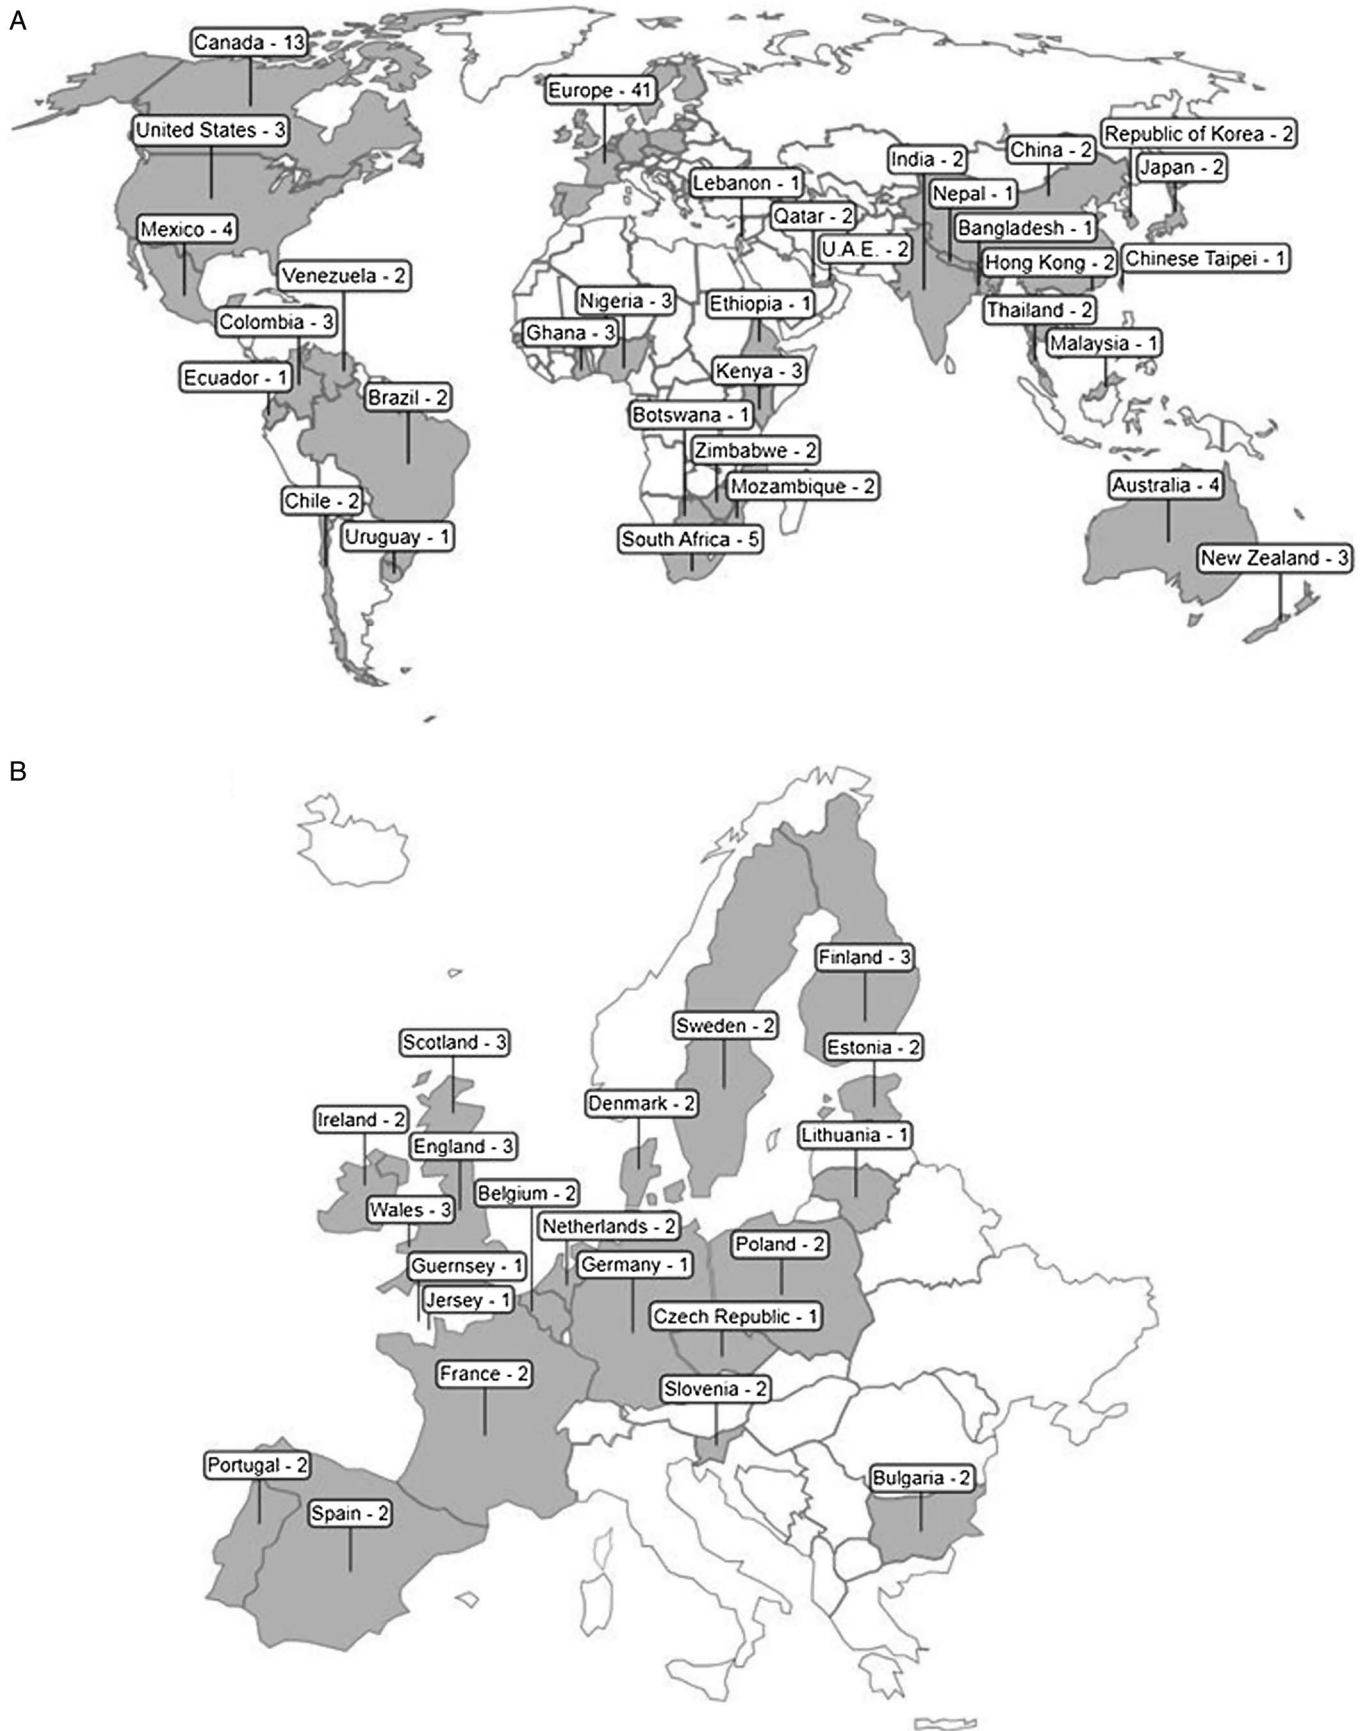 A
Canada - 13
Europe - 41
United States - 3
Republic of Korea - 2
China - 2
India - 2
Japan - 2
Lebanon - 1
Nepal - 1
Qatar - 2
Mexico - 4
Bangladesh - 1
U.A.E. - 2
Hong Kong - 2
Chinese Taipei - 1
Venezuela - 2
Nigeria - 3
Ethiopia - 1
Thailand - 2
Colombia - 3
Ghana - 3
Malaysia - 1
Ecuador - 1
Kenya - 3
Brazil - 2
Botswana - 1
Zimbabwe - 2
Mozambique - 2
Australia - 4
Chile - 2
Uruguay - 1
South Africa - 5
New Zealand - 3
B
Finland - 3
Sweden - 2
Scotland - 3
Estonia - 2
Denmark - 2
Ireland - 2
Lithuania - 1
England - 3
Belgium - 2
Wales - 3
Netherlands - 2
Poland - 2
Guernsey - 1
Germany - 1
Jersey - 1
Czech Republic - 1
France - 2
Slovenia - 2
Portugal - 2
Bulgaria - 2
Spain - 2